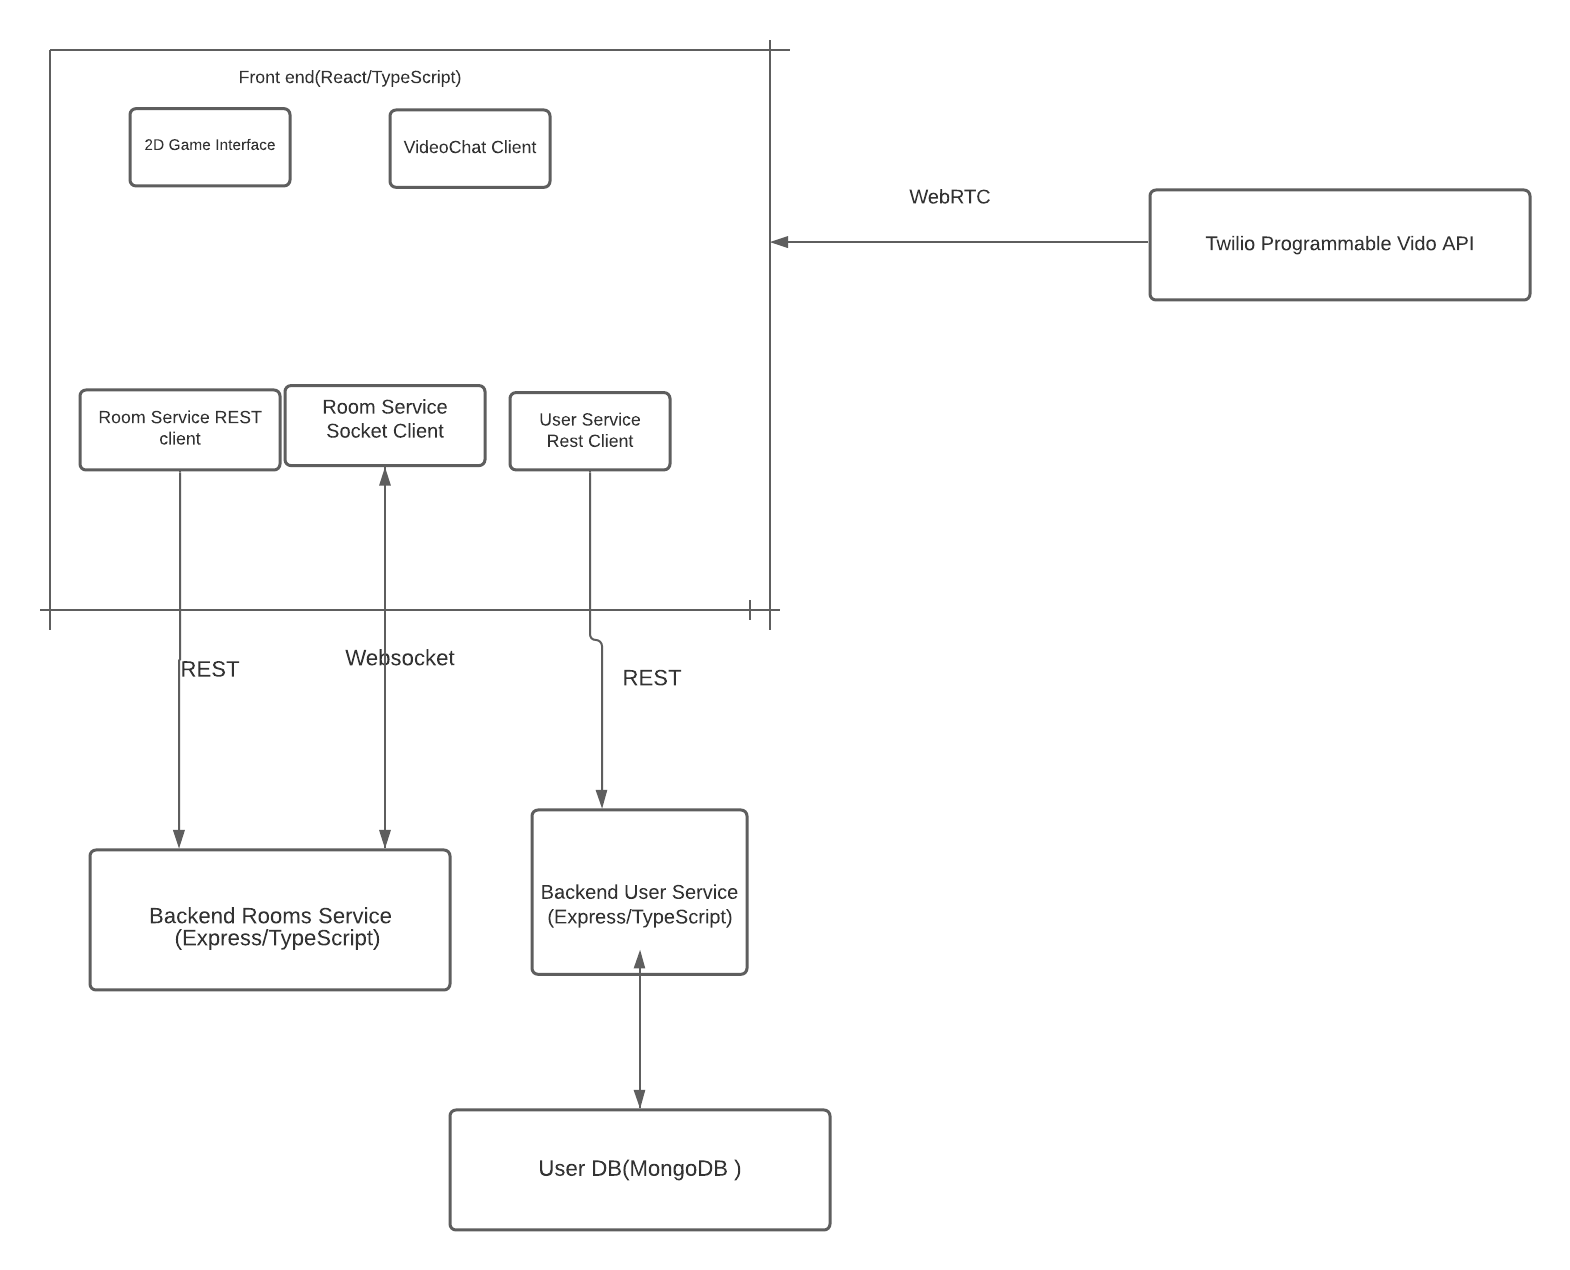 Front end(React/TypeScript)
2D Game Interface
VideoChat Client
WebRTC
Twilio Programmable Vido API
Room Service REST
client
Room Service
Socket Client
User Service
Rest Client
REST
Websocket
REST
Backend Rooms Service
(Express/TypeScript)
Backend User Service
(Express/TypeScript)
User DB(MongoDB )